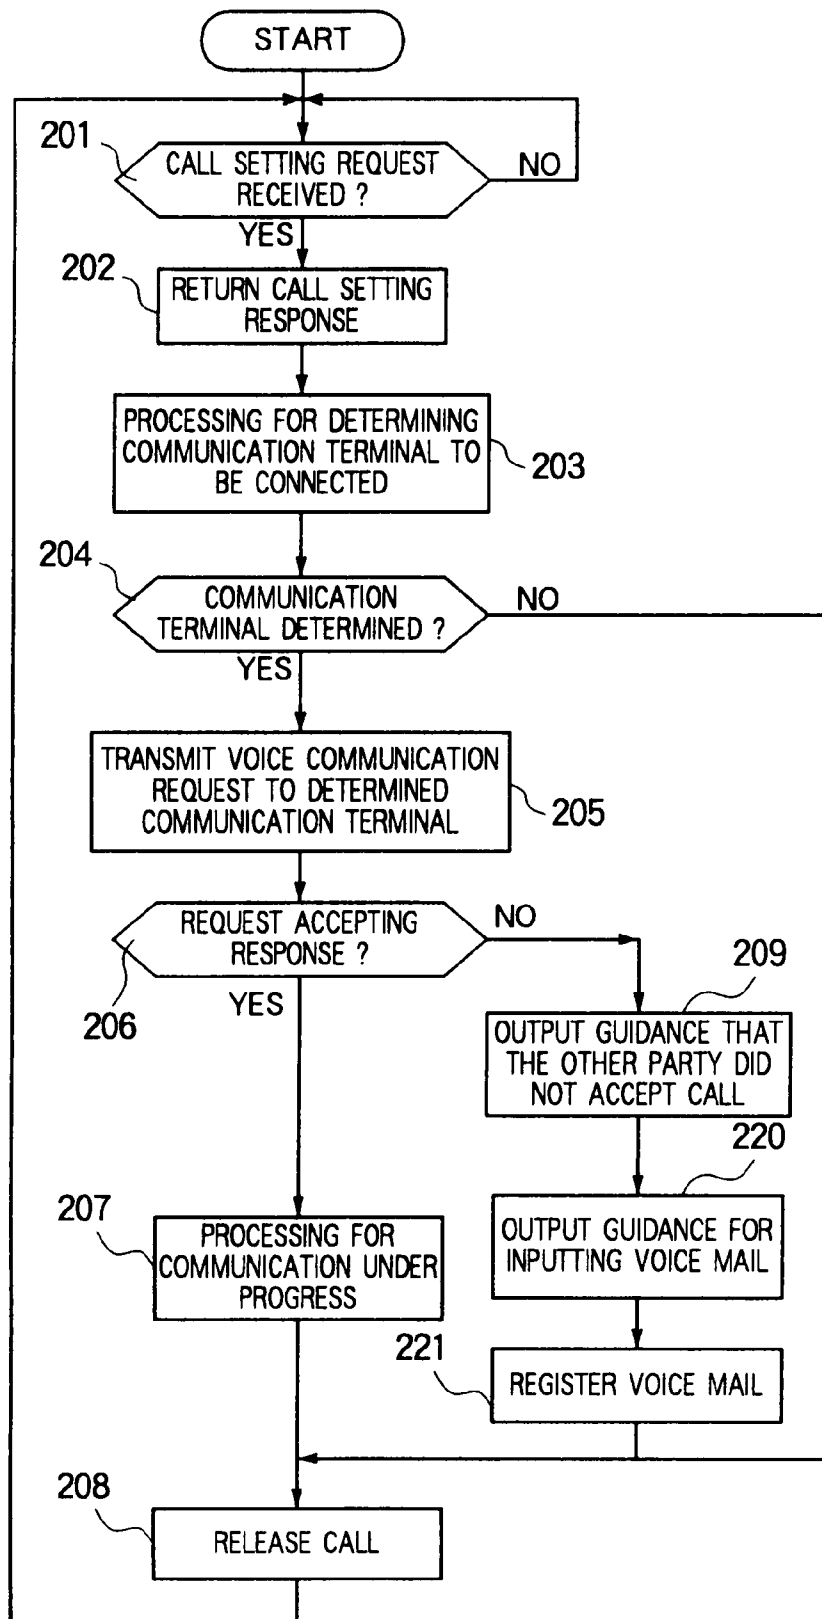 START
201
CALL SETTING REQUEST
RECEIVED ?
NO
YES
202
RETURN CALL SETTING
RESPONSE
PROCESSING FOR DETERMINING
COMMUNICATION TERMINAL TO
BE CONNECTED
203
204
COMMUNICATION
TERMINAL DETERMINED ?
NO
YES
TRANSMIT VOICE COMMUNICATION
REQUEST TO DETERMINED
COMMUNICATION TERMINAL
205
REQUEST ACCEPTING
RESPONSE ?
NO
206
YES
209
OUTPUT GUIDANCE THAT
THE OTHER PARTY DID
NOT ACCEPT CALL
220
OUTPUT GUIDANCE FOR
INPUTTING VOICE MAIL
207
PROCESSING FOR
COMMUNICATION UNDER
PROGRESS
221
REGISTER VOICE MAIL
208
RELEASE CALL